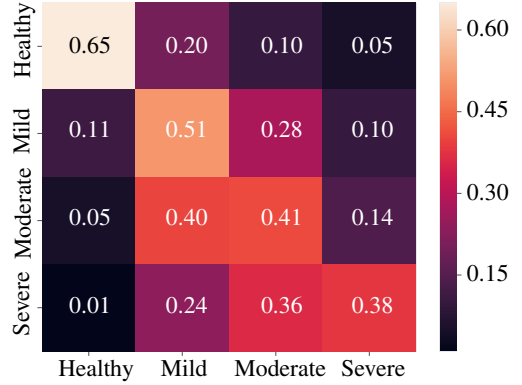 Healthy 0.65 0.20 0.10 0.05 0.60
Mild 0.11 0.51 0.28 0.10 0.45
Moderate 0.05 0.40 0.41 0.14 0.30
Severe 0.01 0.24 0.36 0.38 0.15
Healthy Mild Moderate Severe